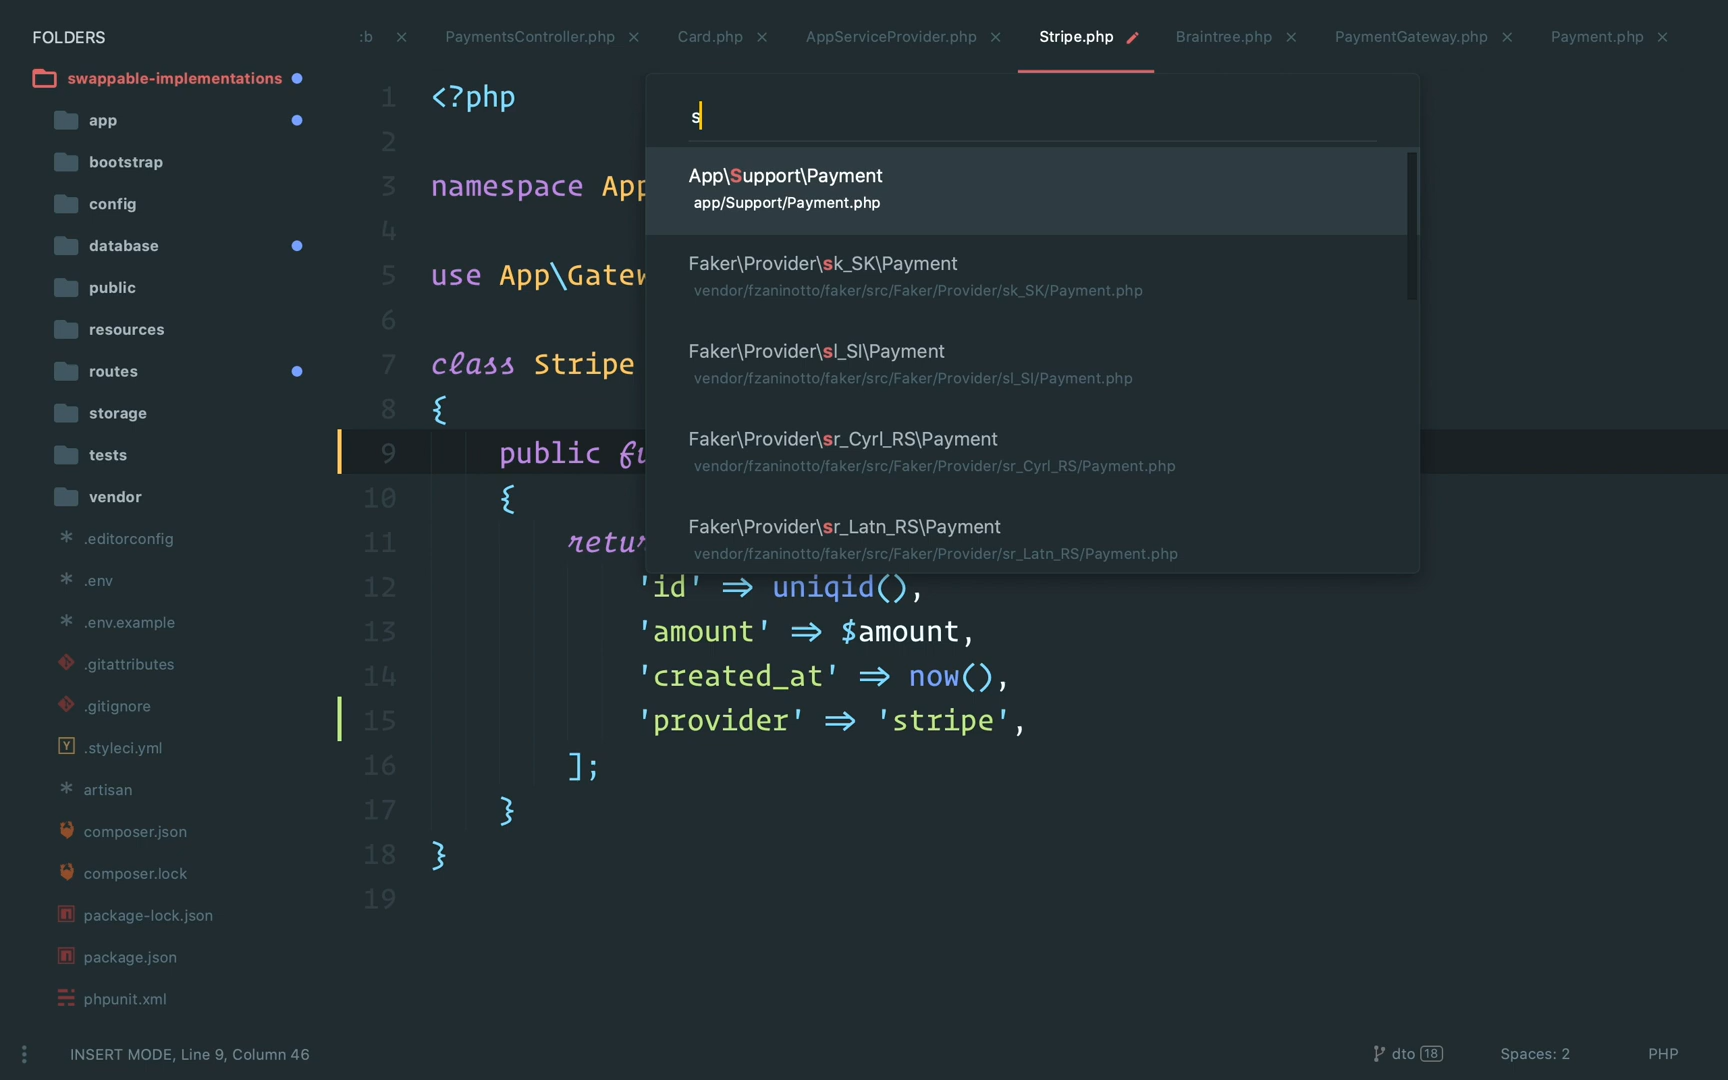 FOLDERS
swappable-implementations
app
bootstrap
config
database
public
resources
routes
storage
tests
vendor
.editorconfig
.env
.env.example
.gitattributes
.gitignore
.styleci.yml
artisan
composer.json
composer.lock
package-lock.json
package.json
phpunit.xml
:b × PaymentsController.php × Card.php × AppServiceProvider.php × Stripe.php Braintree.php × PaymentGateway.php × Payment.php ×
1 <?php
2
3 namespace App
4
5 use App\Gatew
6
7 class Stripe
8 {
9 public fu
10 {
11 retur
12 'id' => uniqid(),
13 'amount' => $amount,
14 'created_at' => now(),
15 'provider' => 'stripe',
16 ];
17 }
18 }
19
s
App\Support\Payment
app/Support/Payment.php
Faker\Provider\sk_SK\Payment
vendor/fzaninotto/faker/src/Faker/Provider/sk_SK/Payment.php
Faker\Provider\sl_SI\Payment
vendor/fzaninotto/faker/src/Faker/Provider/sl_SI/Payment.php
Faker\Provider\sr_Cyrl_RS\Payment
vendor/fzaninotto/faker/src/Faker/Provider/sr_Cyrl_RS/Payment.php
Faker\Provider\sr_Latn_RS\Payment
vendor/fzaninotto/faker/src/Faker/Provider/sr_Latn_RS/Payment.php
INSERT MODE, Line 9, Column 46
dto 18
Spaces: 2
PHP